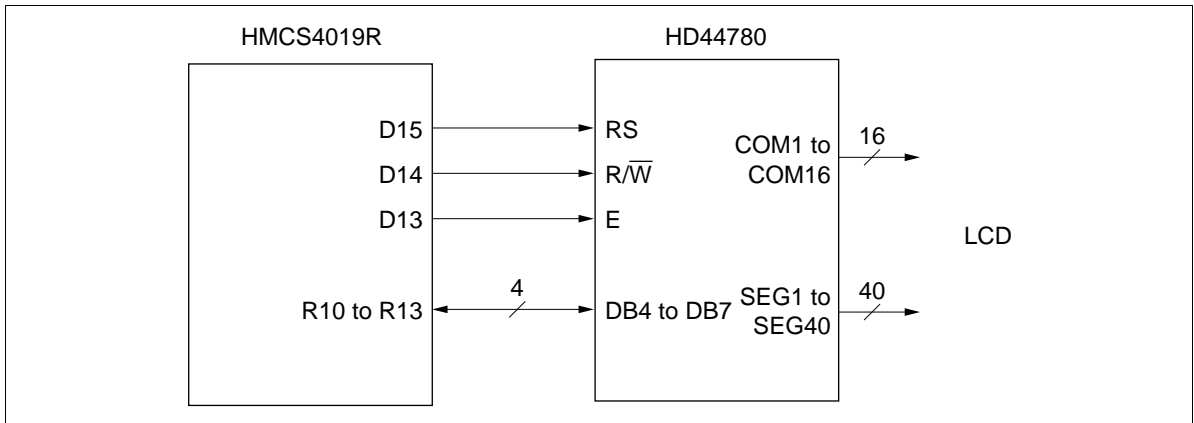 HMCS4019R
HD44780
D15
RS
D14
R/W̅
D13
E
R10 to R13
4
DB4 to DB7
COM1 to
COM16
16
SEG1 to
SEG40
40
LCD